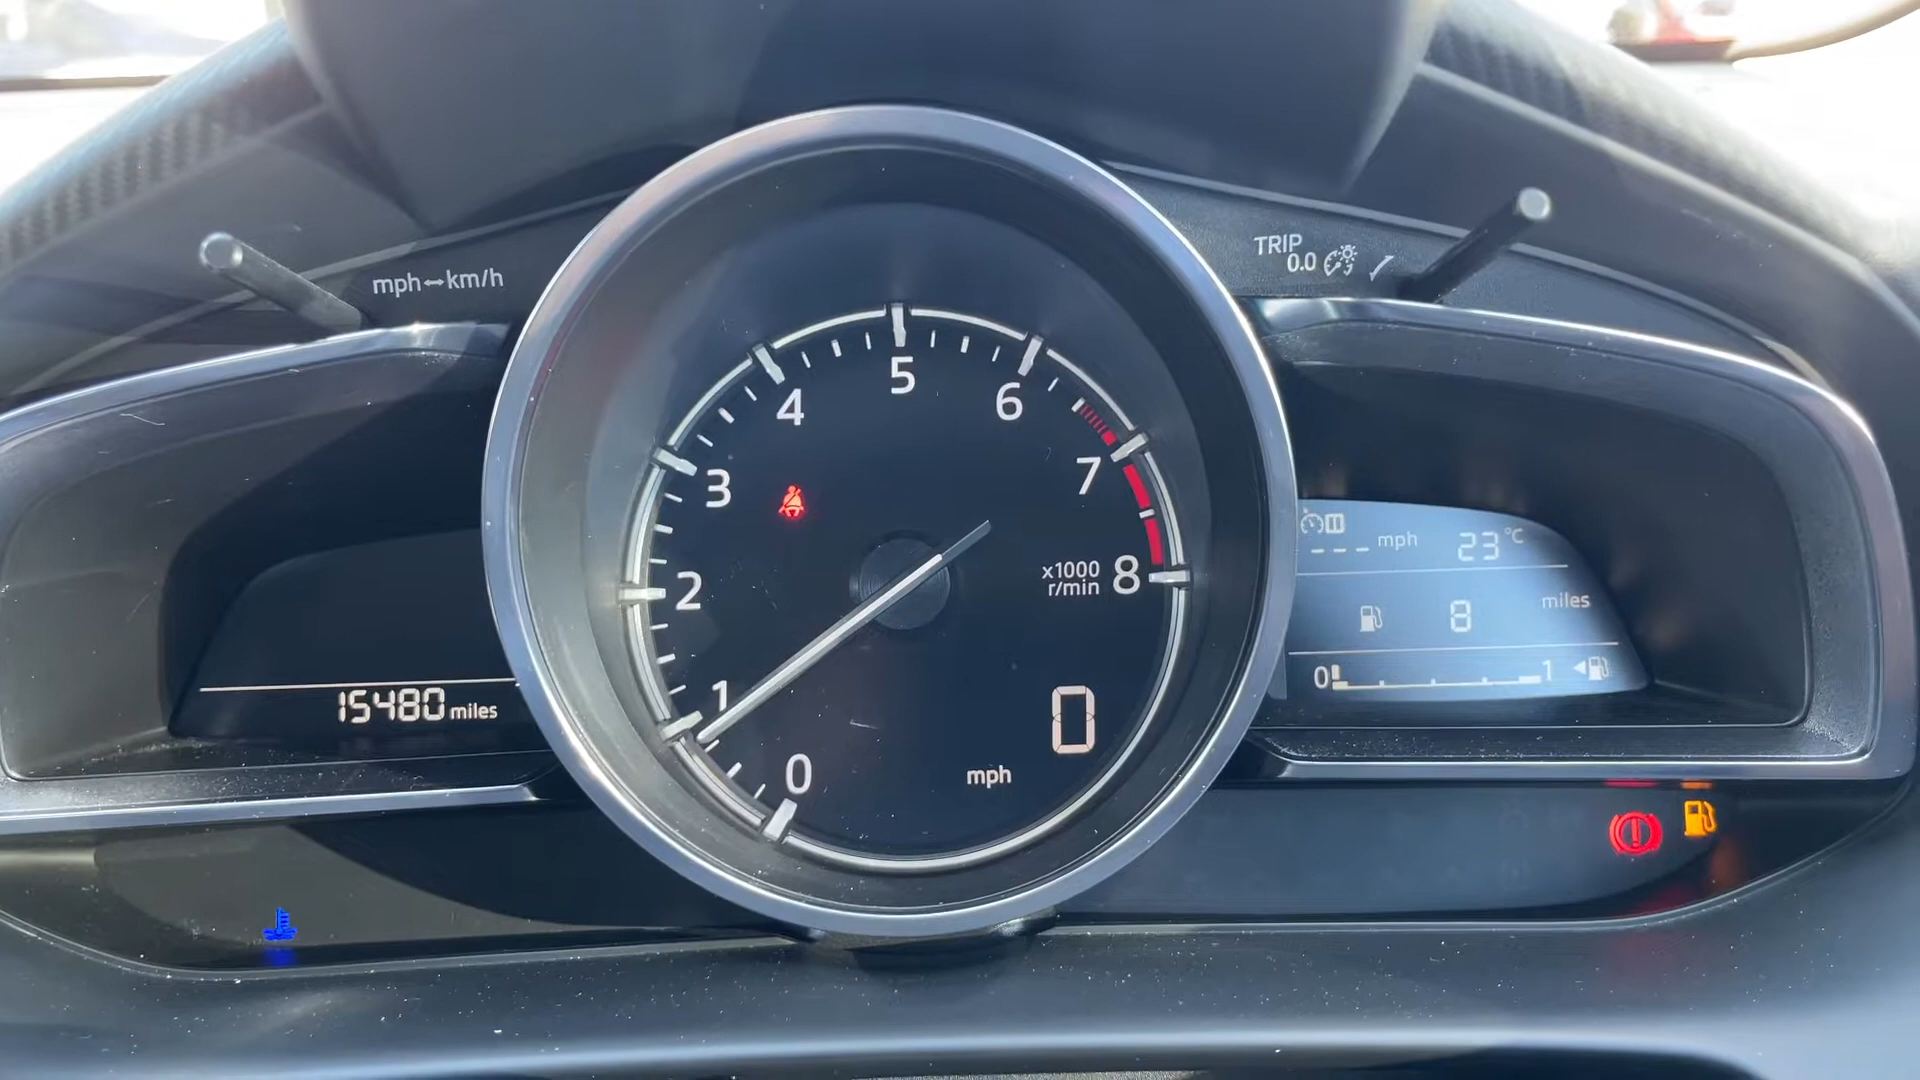 mph↔km/h
TRIP
0.0
5
4
6
3
7
2
x1000
r/min
8
1
0
mph
0
15480 miles
--- mph 23°C
8 miles
0 1